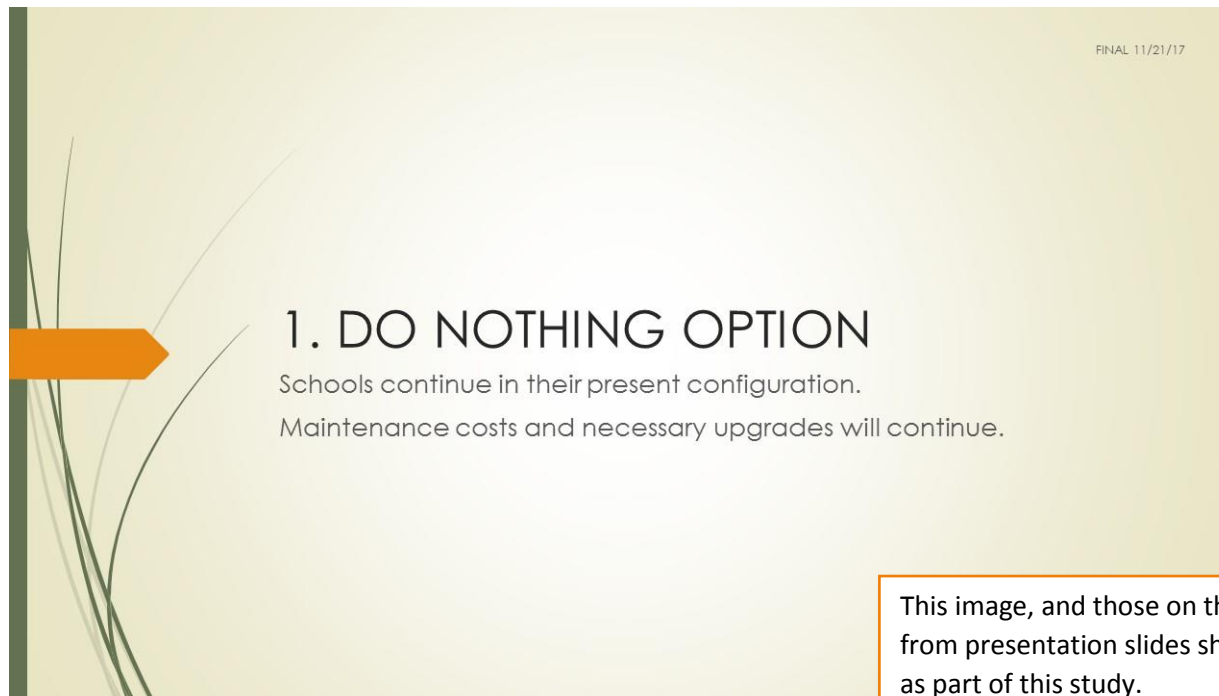 FINAL 11/21/17
1. DO NOTHING OPTION
Schools continue in their present configuration.
Maintenance costs and necessary upgrades will continue.
This image, and those on
from presentation slides
as part of this study.